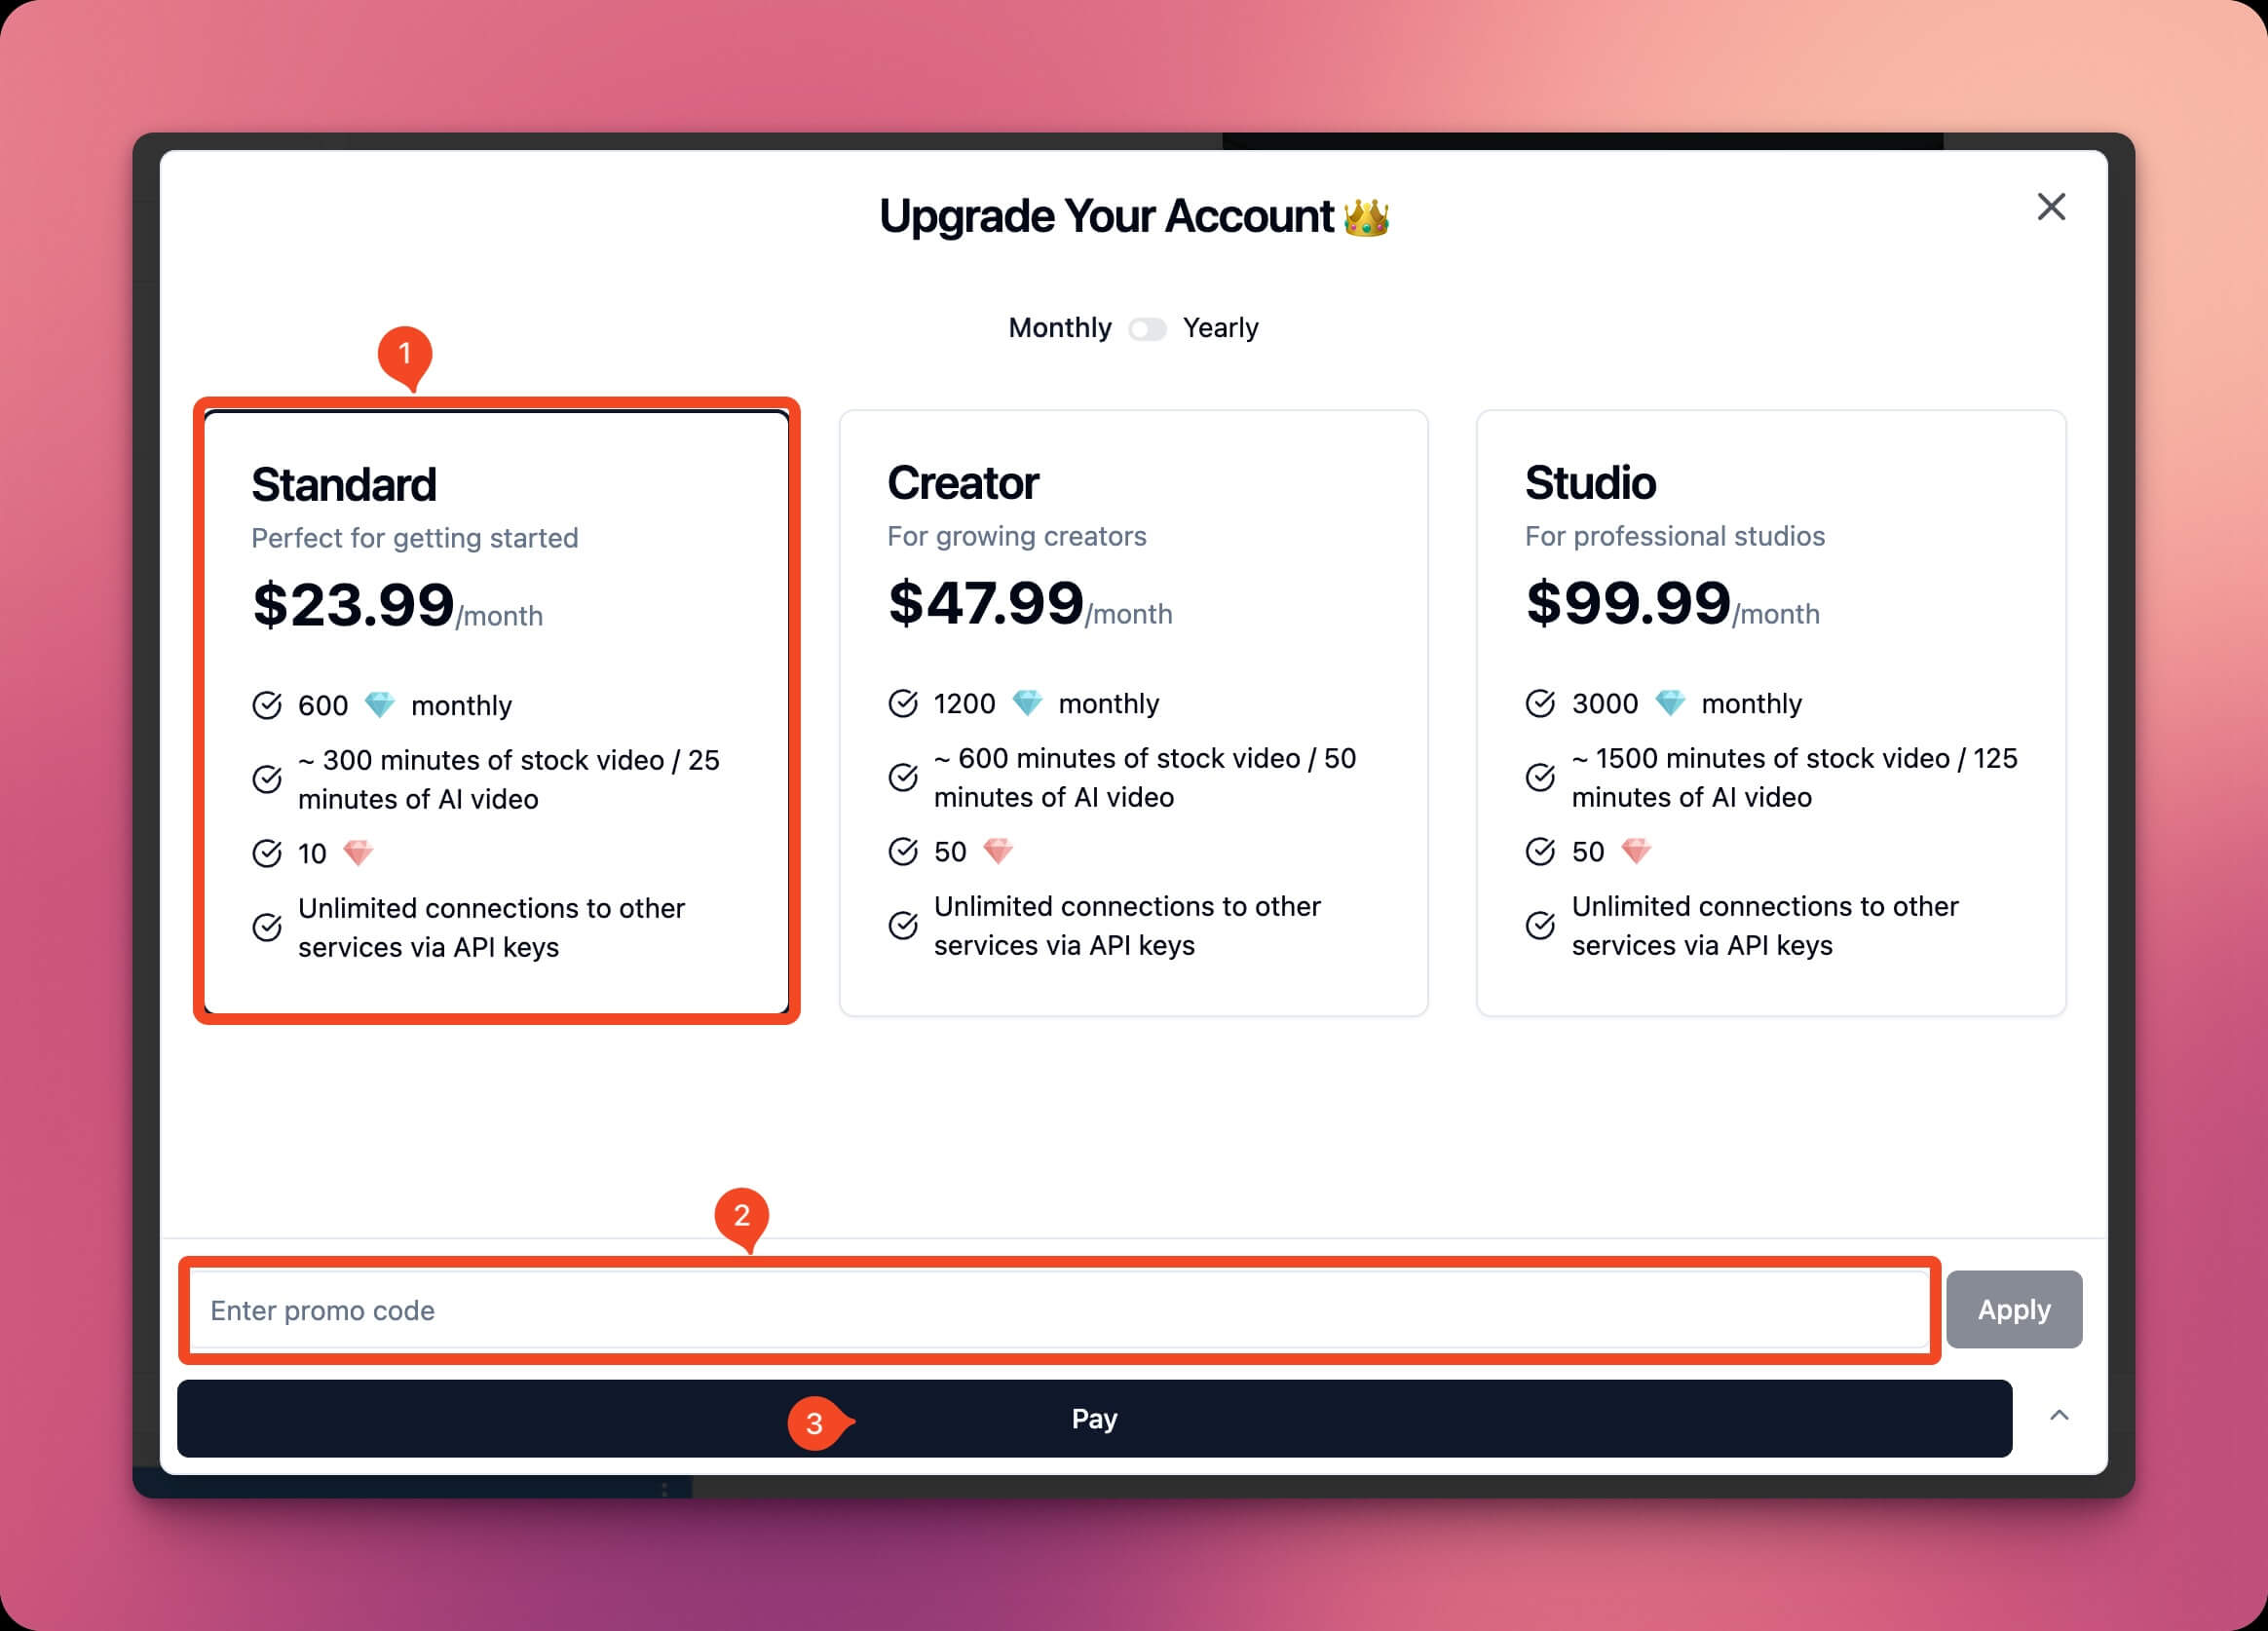 Upgrade Your Account
Monthly Yearly
1
Standard
Perfect for getting started
$23.99/month
600 monthly
~ 300 minutes of stock video / 25
minutes of AI video
10
Unlimited connections to other
services via API keys
Creator
For growing creators
$47.99/month
1200 monthly
~ 600 minutes of stock video / 50
minutes of AI video
50
Unlimited connections to other
services via API keys
Studio
For professional studios
$99.99/month
3000 monthly
~ 1500 minutes of stock video / 125
minutes of AI video
50
Unlimited connections to other
services via API keys
2
Enter promo code
Apply
3
Pay